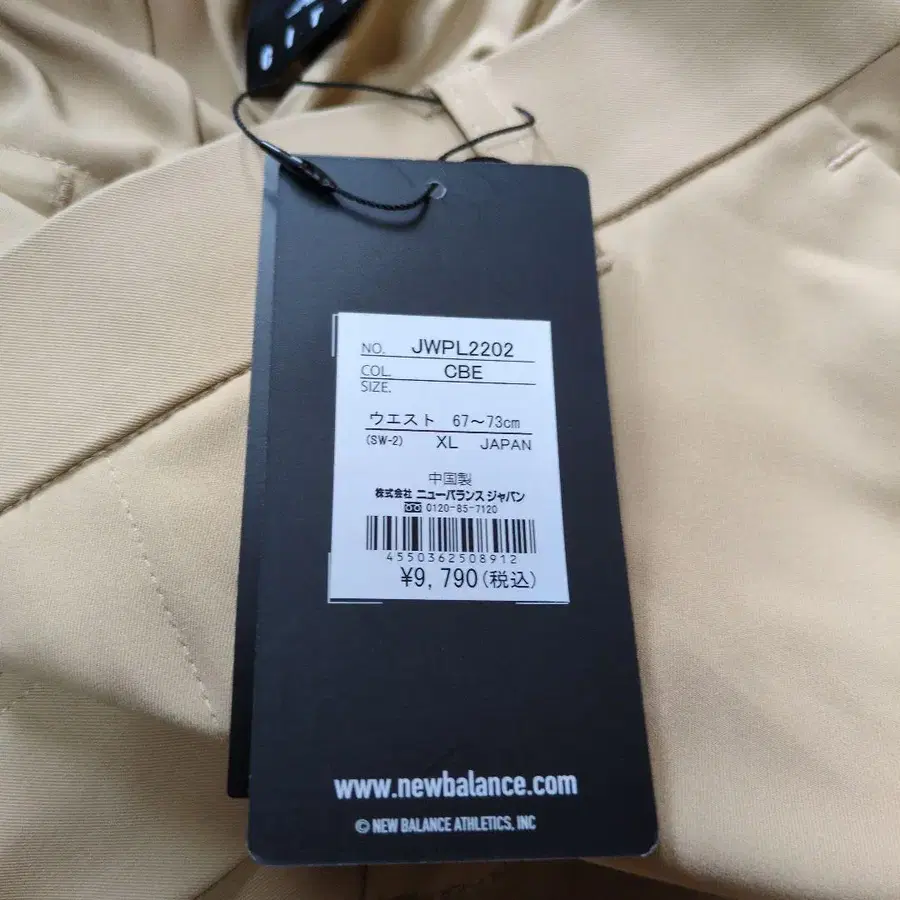 NO. JWPL2202
COL. CBE
SIZE.
ウエスト 67～73cm
(SW-2) XL JAPAN
中国製
株式会社 ニューバランス ジャパン
0120-85-7120
4550362508912
¥9,790(税込)
www.newbalance.com
© NEW BALANCE ATHLETICS, INC